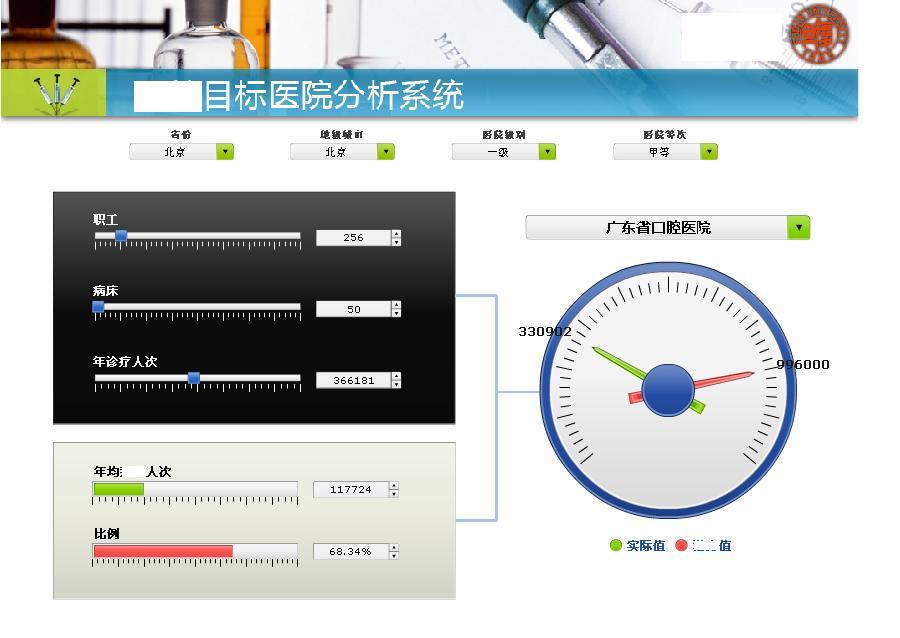 目标医院分析系统
省份 地级城市 医院级别 医院等次
北京 北京 一级 甲等
职工
256
广东省口腔医院
病床
50
330902
年诊疗人次
996000
366181
年均 人次
117724
比例
68.34%
实际值 值